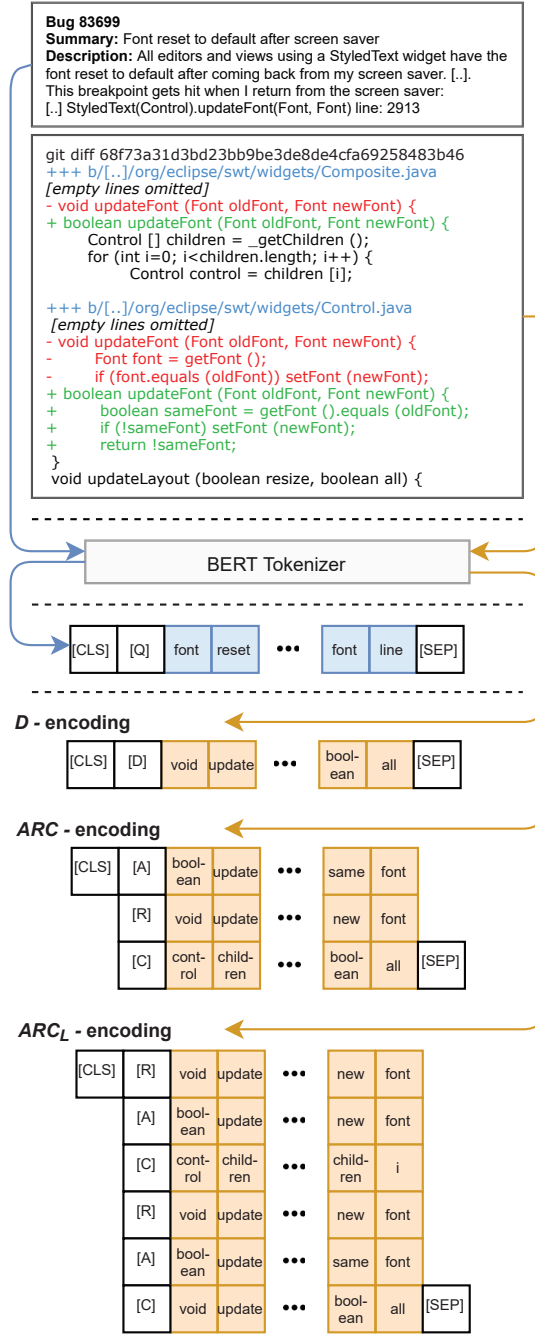 Bug 83699
Summary: Font reset to default after screen saver
Description: All editors and views using a StyledText widget have the
font reset to default after coming back from my screen saver. [..].
This breakpoint gets hit when I return from the screen saver:
[..] StyledText(Control).updateFont(Font, Font) line: 2913
git diff 68f73a31d3bd23bb9be3de8de4cfa69258483b46
+++ b/[..]/org/eclipse/swt/widgets/Composite.java
[empty lines omitted]
- void updateFont (Font oldFont, Font newFont) {
+ boolean updateFont (Font oldFont, Font newFont) {
Control [] children = _getChildren ();
for (int i=0; i<children.length; i++) {
Control control = children [i];
+++ b/[..]/org/eclipse/swt/widgets/Control.java
[empty lines omitted]
- void updateFont (Font oldFont, Font newFont) {
- Font font = getFont ();
- if (font.equals (oldFont)) setFont (newFont);
+ boolean updateFont (Font oldFont, Font newFont) {
+ boolean sameFont = getFont ().equals (oldFont);
+ if (!sameFont) setFont (newFont);
+ return !sameFont;
}
void updateLayout (boolean resize, boolean all) {
BERT Tokenizer
[CLS] [Q] font reset ••• font line [SEP]
D - encoding
[CLS] [D] void update ••• bool-ean all [SEP]
ARC - encoding
[CLS] [A] bool-ean update ••• same font
[R] void update ••• new font
[C] cont-rol child-ren ••• bool-ean all [SEP]
ARCL - encoding
[CLS] [R] void update ••• new font
[A] bool-ean update ••• new font
[C] cont-rol child-ren ••• child-ren i
[R] void update ••• new font
[A] bool-ean update ••• same font
[C] void update ••• bool-ean all [SEP]